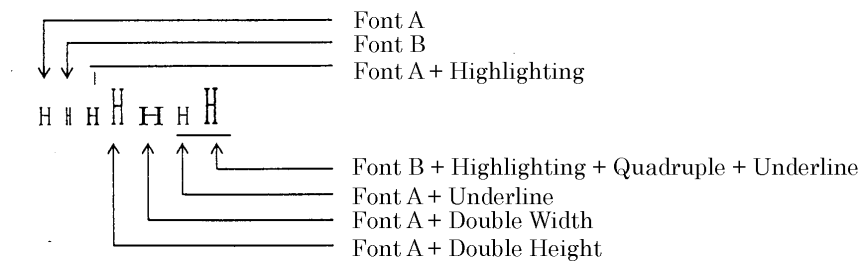 Font A
Font B
Font A + Highlighting
H H H H H H H
Font B + Highlighting + Quadruple + Underline
Font A + Underline
Font A + Double Width
Font A + Double Height